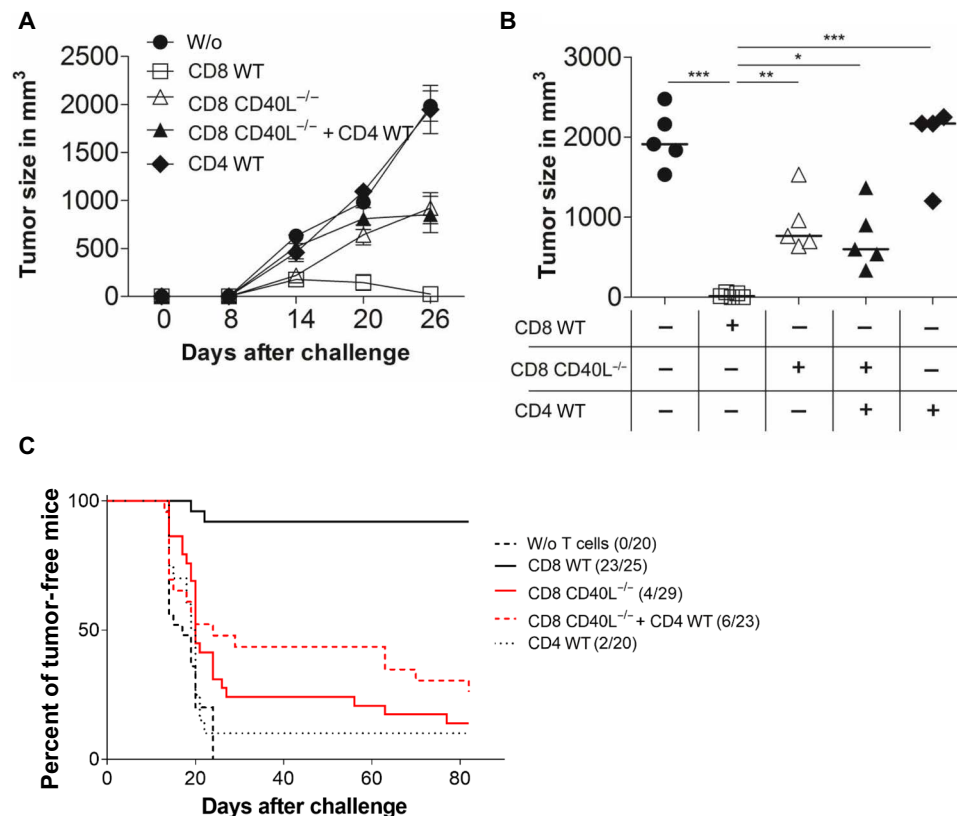 A
W/o
CD8 WT
CD8 CD40L−/−
CD8 CD40L−/− + CD4 WT
CD4 WT
Tumor size in mm3
2500
2000
1500
1000
500
0
0 8 14 20 26
Days after challenge
B
***
*
*** **
Tumor size in mm3
3000
2000
1000
0
CD8 WT − + − − −
CD8 CD40L−/− − − + + −
CD4 WT − − − + +
C
Percent of tumor-free mice
100
50
0
0 20 40 60 80
Days after challenge
W/o T cells (0/20)
CD8 WT (23/25)
CD8 CD40L−/− (4/29)
CD8 CD40L−/− + CD4 WT (6/23)
CD4 WT (2/20)